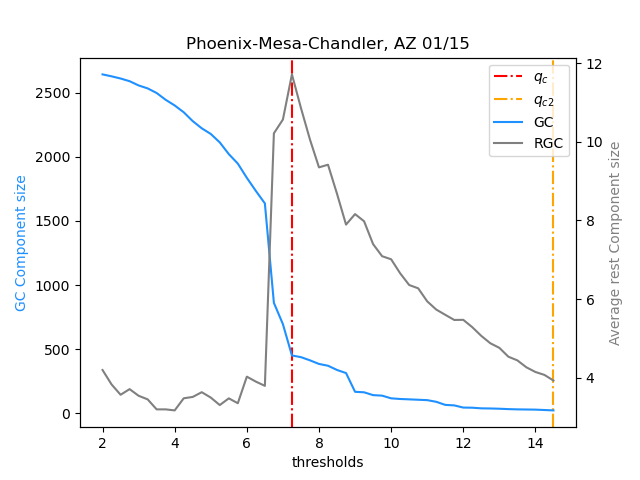 Phoenix-Mesa-Chandler, AZ 01/15
GC Component size
2500
2000
1500
1000
500
0
12
10
8
6
4
Average rest Component size
q_c
q_c2
GC
RGC
2 4 6 8 10 12 14
thresholds